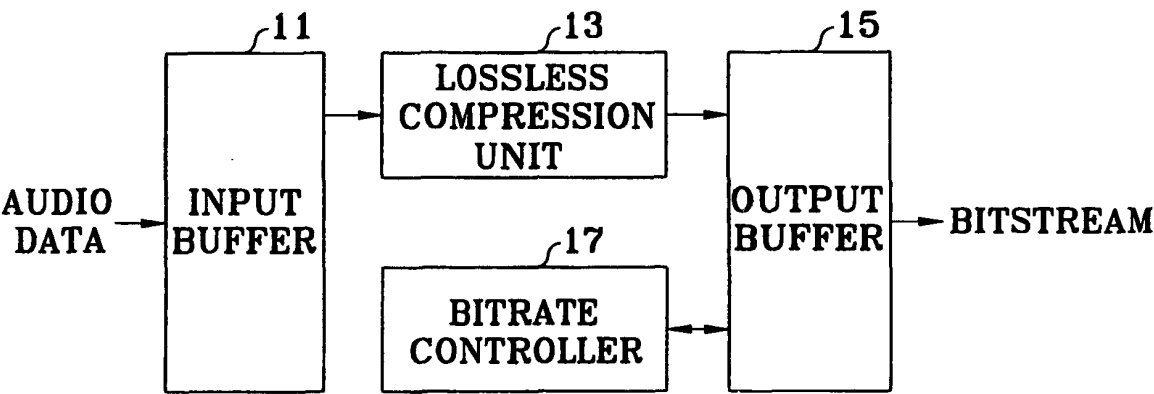 11
13
15
LOSSLESS
COMPRESSION
UNIT
AUDIO
DATA
INPUT
BUFFER
OUTPUT
BUFFER
BITSTREAM
17
BITRATE
CONTROLLER